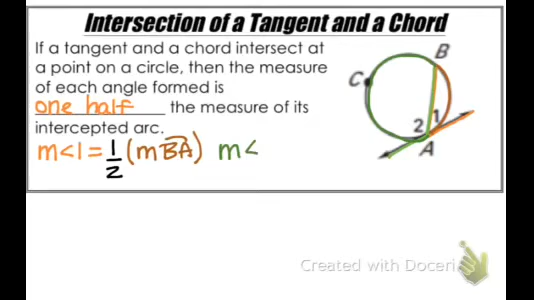 Intersection of a Tangent and a Chord
If a tangent and a chord intersect at
a point on a circle, then the measure
of each angle formed is
one half the measure of its
intercepted arc.
m<1 = 1/2 (mBA) m<
B
C
2 1
A
Created with Doceri